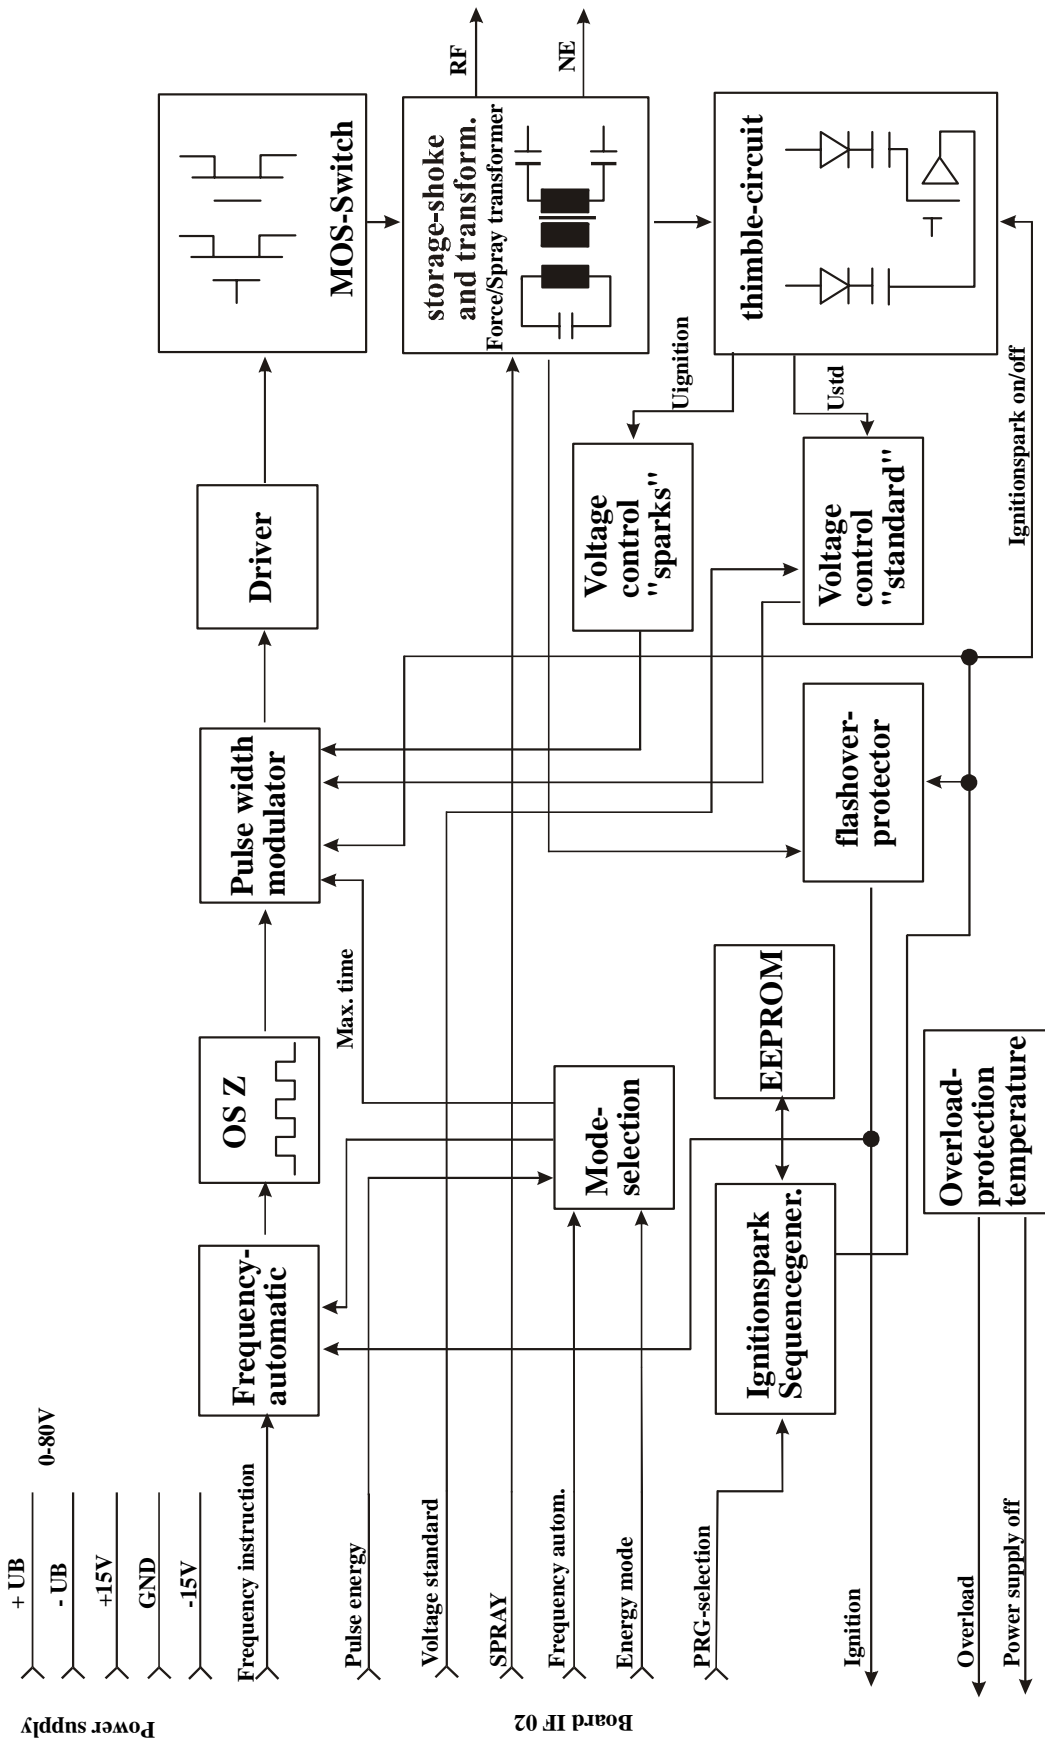 Power supply
+ UB
0-80V
- UB
+15V
GND
-15V
Frequency instruction
Frequency-
automatic
OS Z
Pulse width
modulator
Driver
MOS-Switch
Max. time
Board IF 02
Pulse energy
Voltage standard
SPRAY
Frequency autom.
Energy mode
Mode-
selection
storage-shoke
and transform.
Force/Spray transformer
RF
NE
Voltage
control
"sparks"
Uignition
Voltage
control
"standard"
Ustd
thimble-circuit
PRG-selection
Ignitionspark
Sequencegener.
EEPROM
flashover-
protector
Ignitionspark on/off
Ignition
Overload-
protection
temperature
Overload
Power supply off